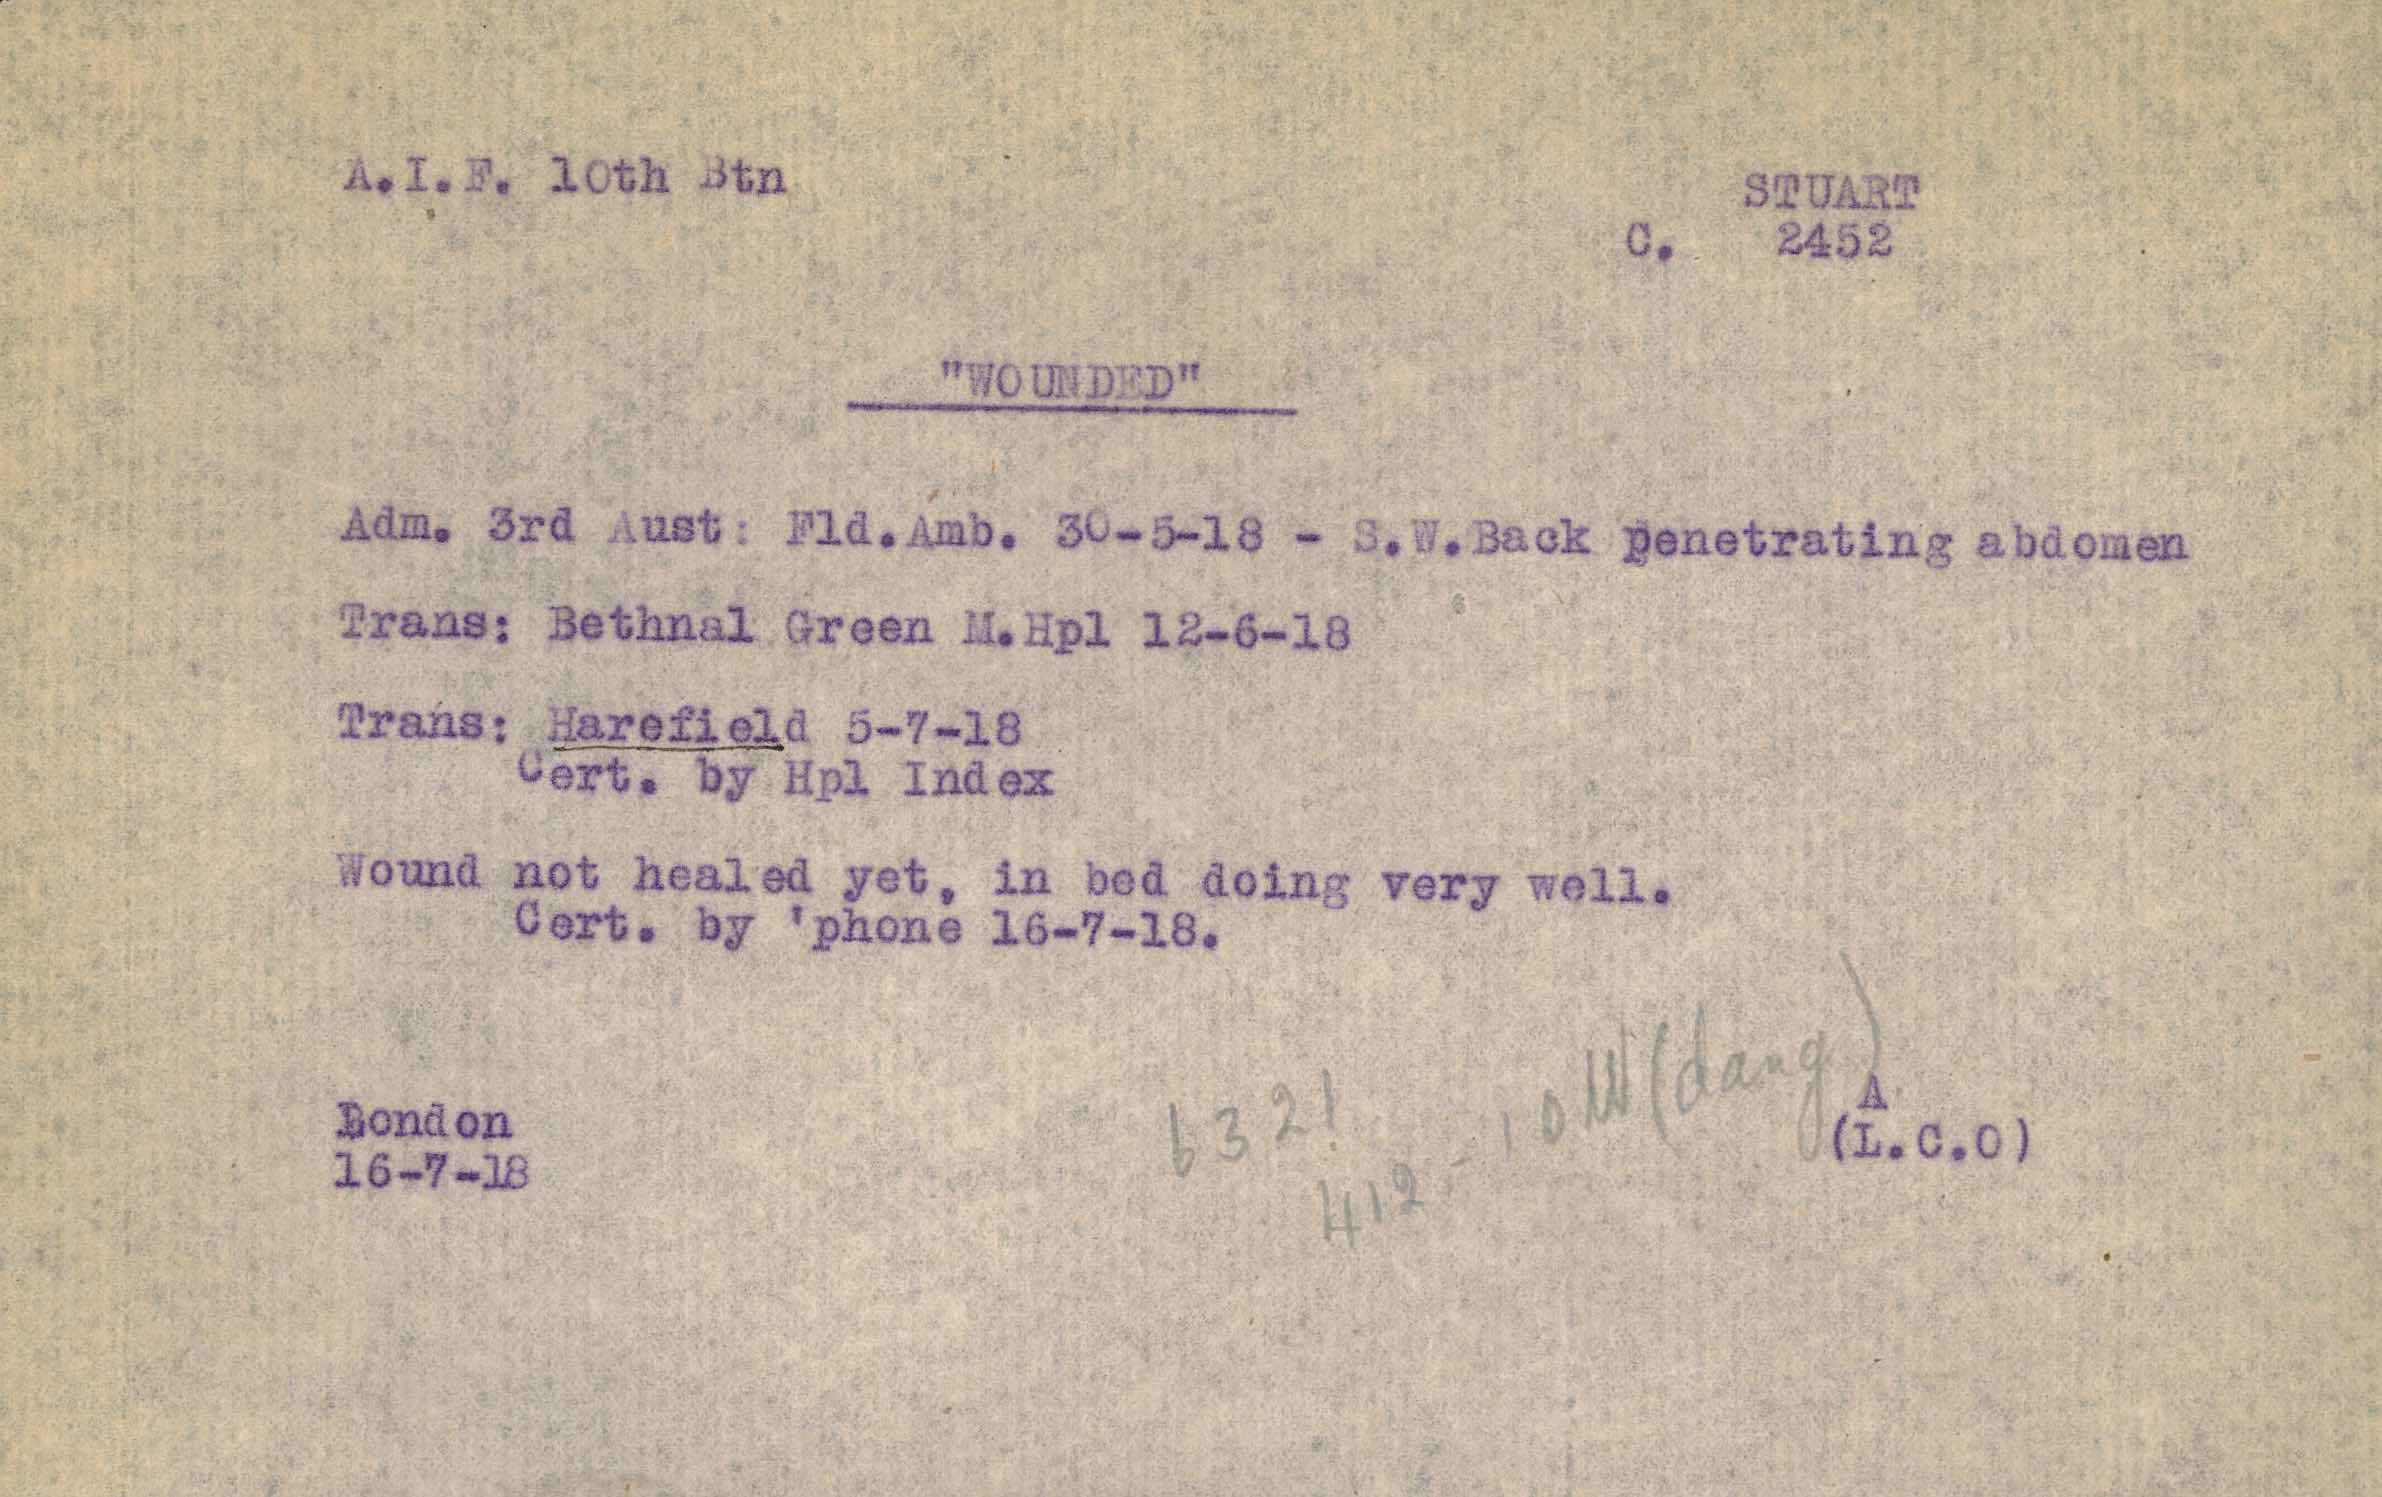 A.I.F. 10th Btn
STUART
C. 2452
"WOUNDED"
Adm. 3rd Aust: Fld.Amb. 30-5-18 - S.W.Back penetrating abdomen
Trans: Bethnal Green M.Hpl 12-6-18
Trans: Harefield 5-7-18
Cert. by Hpl Index
Wound not healed yet, in bed doing very well.
Cert. by 'phone 16-7-18.
632!
412 - 10 W (dang)
A
(L.C.O)
London
16-7-18